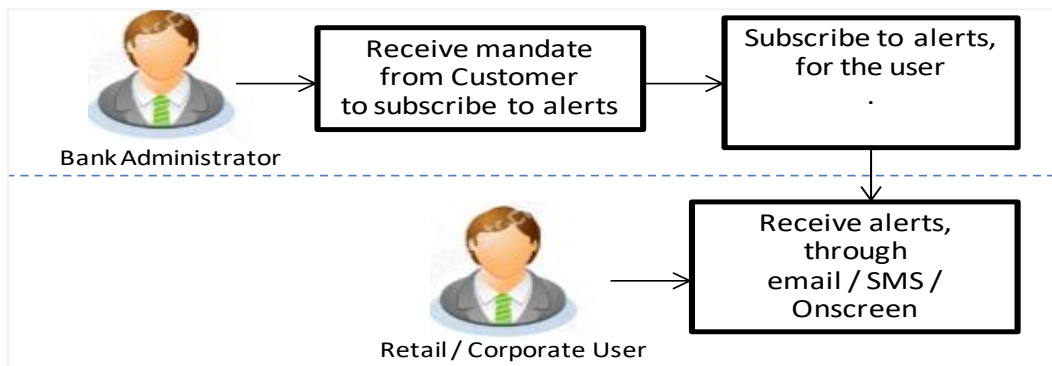 Receive mandate
from Customer
to subscribe to alerts
Subscribe to alerts,
for the user
.
Bank Administrator
Receive alerts,
through
email / SMS /
Onscreen
Retail / Corporate User